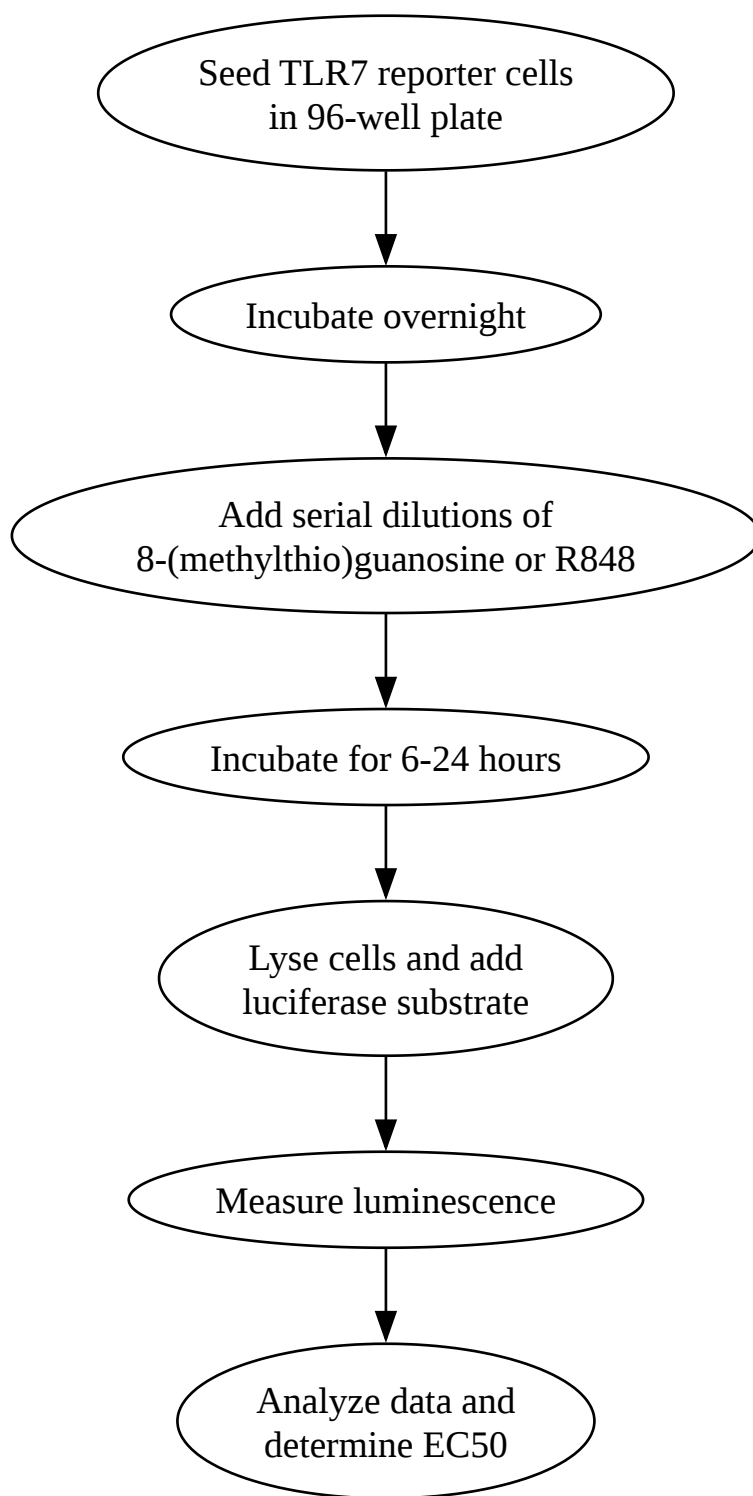 Seed TLR7 reporter cells
in 96-well plate
Incubate overnight
Add serial dilutions of
8-(methylthio)guanosine or R848
Incubate for 6-24 hours
Lyse cells and add
luciferase substrate
Measure luminescence
Analyze data and
determine EC50